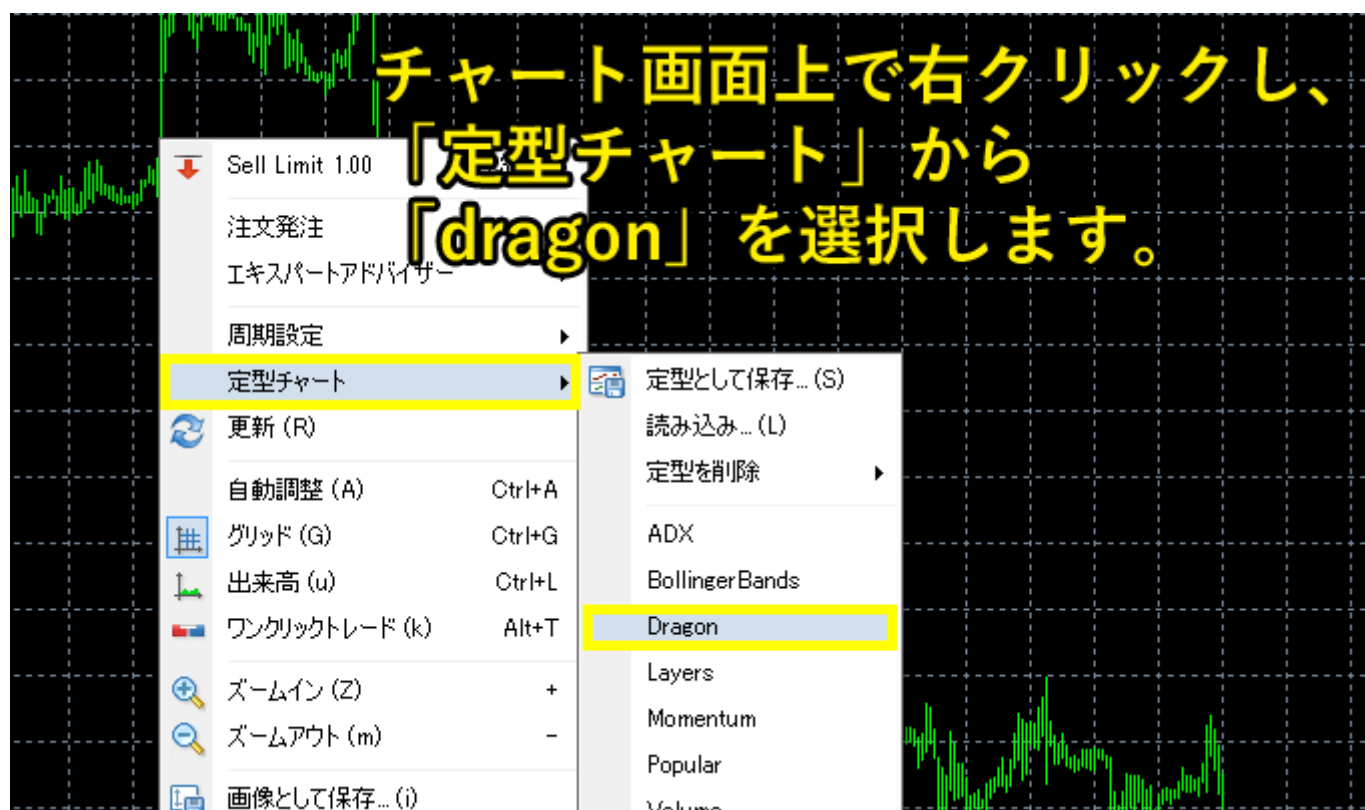 チャート画面上で右クリックし、
「定型チャート」から
「dragon」を選択します。
Sell Limit 1.00
注文発注
エキスパートアドバイザー
周期設定
定型チャート
更新 (R)
自動調整 (A) Ctrl+A
グリッド (G) Ctrl+G
出来高 (u) Ctrl+L
ワンクリックトレード (k) Alt+T
ズームイン (Z) +
ズームアウト (m) -
画像として保存... (i)
定型として保存... (S)
読み込み... (L)
定型を削除
ADX
BollingerBands
Dragon
Layers
Momentum
Popular
Volume